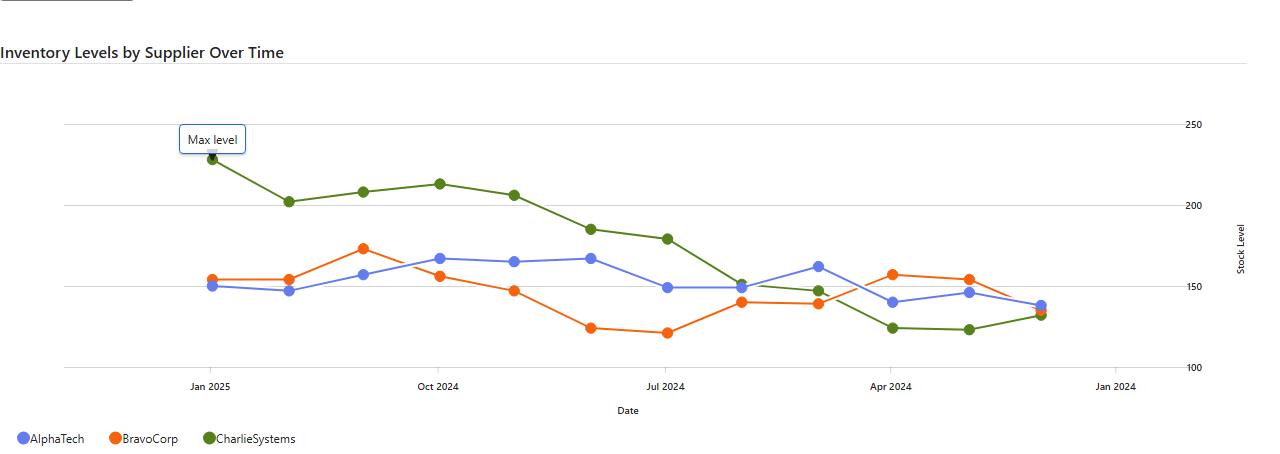 Inventory Levels by Supplier Over Time
Max level
250
200
150
100
Stock Level
Jan 2025 Oct 2024 Jul 2024 Apr 2024 Jan 2024
Date
AlphaTech BravoCorp CharlieSystems